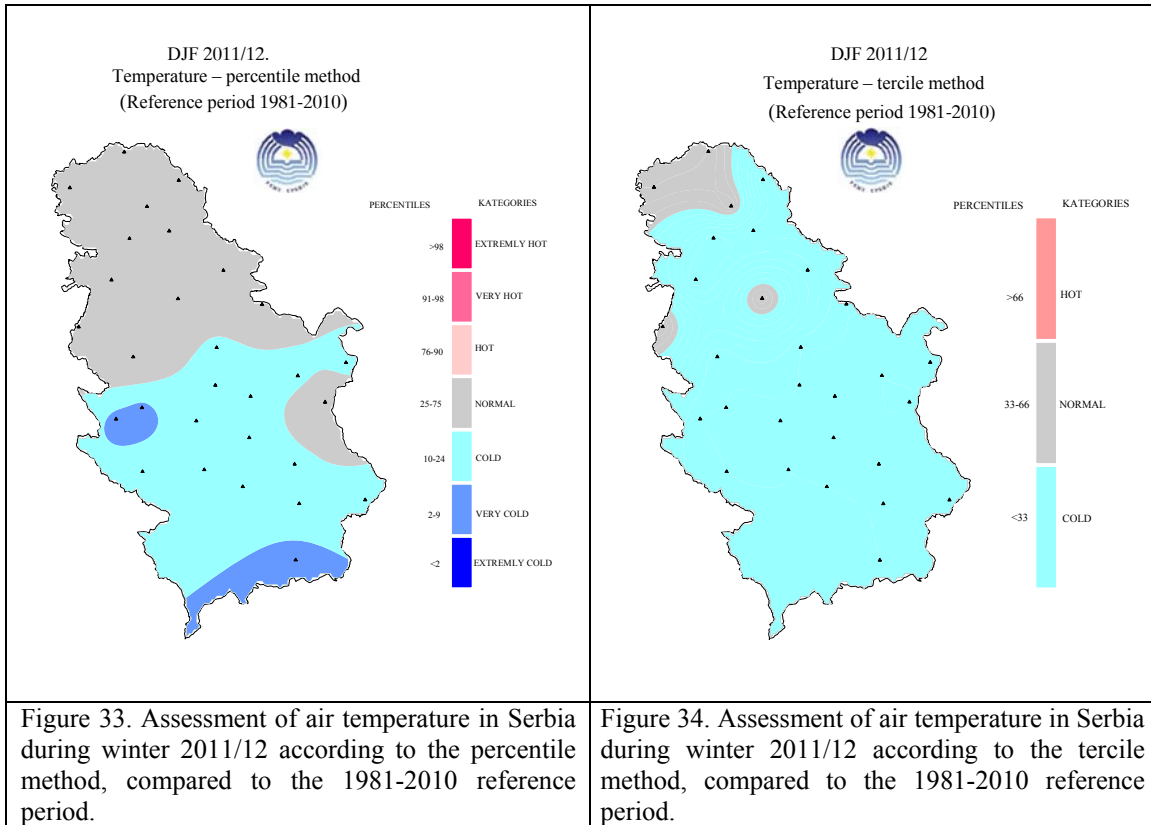 DJF 2011/12.
Temperature – percentile method
(Reference period 1981-2010)
PERCENTILES KATEGORIES
>98 EXTREMLY HOT
91-98 VERY HOT
76-90 HOT
25-75 NORMAL
10-24 COLD
2-9 VERY COLD
<2 EXTREMLY COLD
DJF 2011/12
Temperature – tercile method
(Reference period 1981-2010)
PERCENTILES KATEGORIES
>66 HOT
33-66 NORMAL
<33 COLD
Figure 33. Assessment of air temperature in Serbia
during winter 2011/12 according to the percentile
method, compared to the 1981-2010 reference
period.
Figure 34. Assessment of air temperature in Serbia
during winter 2011/12 according to the tercile
method, compared to the 1981-2010 reference
period.